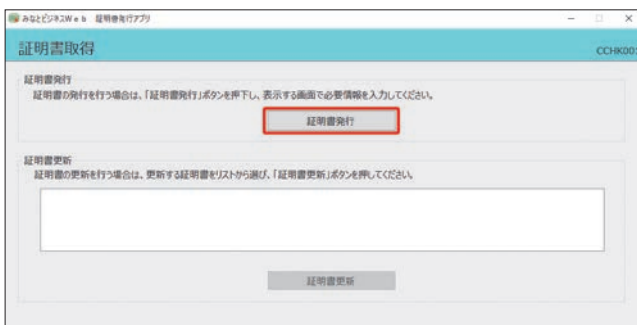 みなとビジネスWeb 証明書発行アプリ
証明書取得
CCHK001
証明書発行
証明書の発行を行う場合は、「証明書発行」ボタンを押下し、表示する画面で必要情報を入力してください。
証明書発行
証明書更新
証明書の更新を行う場合は、更新する証明書をリストから選び、「証明書更新」ボタンを押してください。
証明書更新